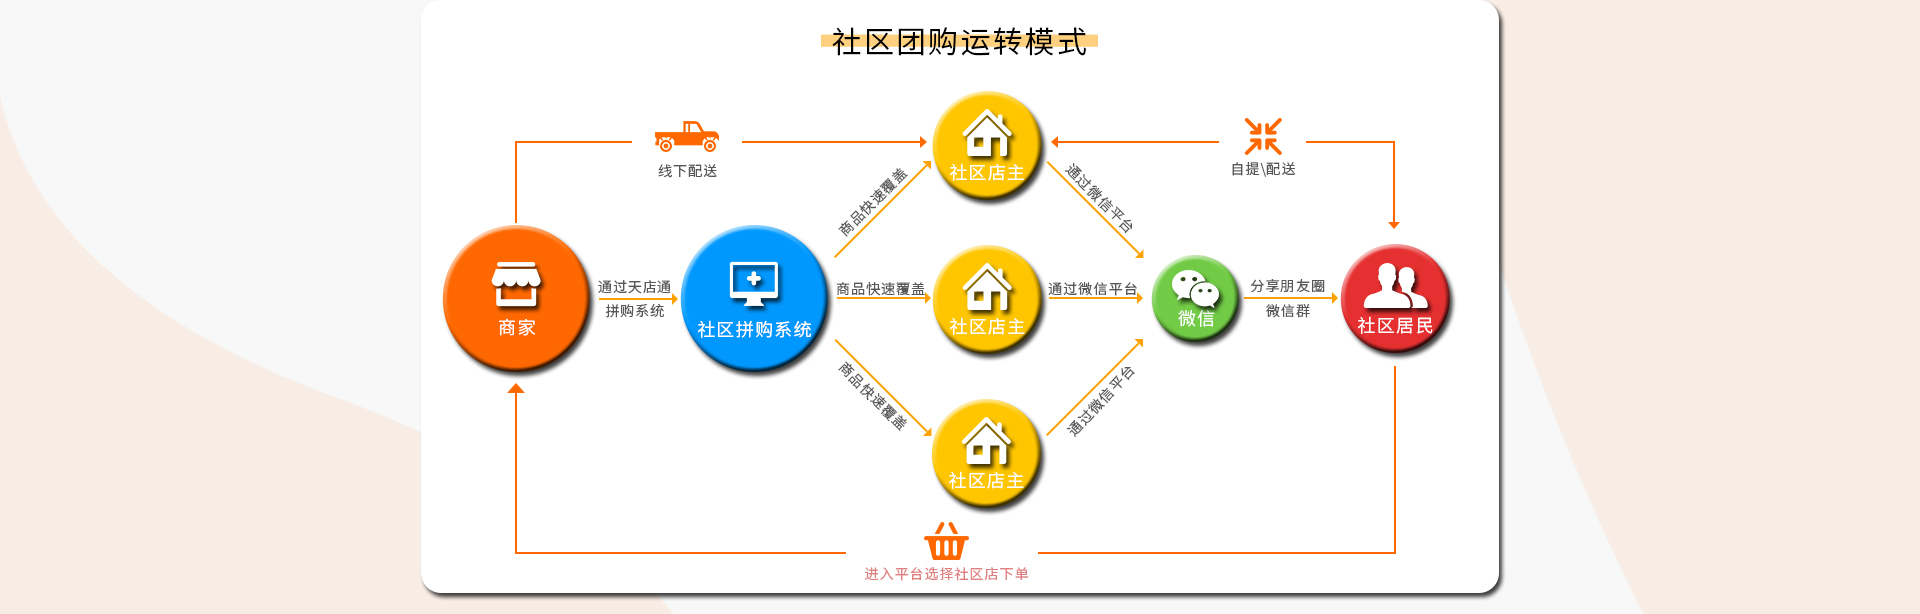 社区团购运转模式
线下配送
社区店主
自提\配送
商品快速覆盖
通过微信平台
商家
通过天店通
拼购系统
社区拼购系统
商品快速覆盖
社区店主
通过微信平台
微信
分享朋友圈
微信群
社区居民
商品快速覆盖
通过微信平台
社区店主
进入平台选择社区店下单